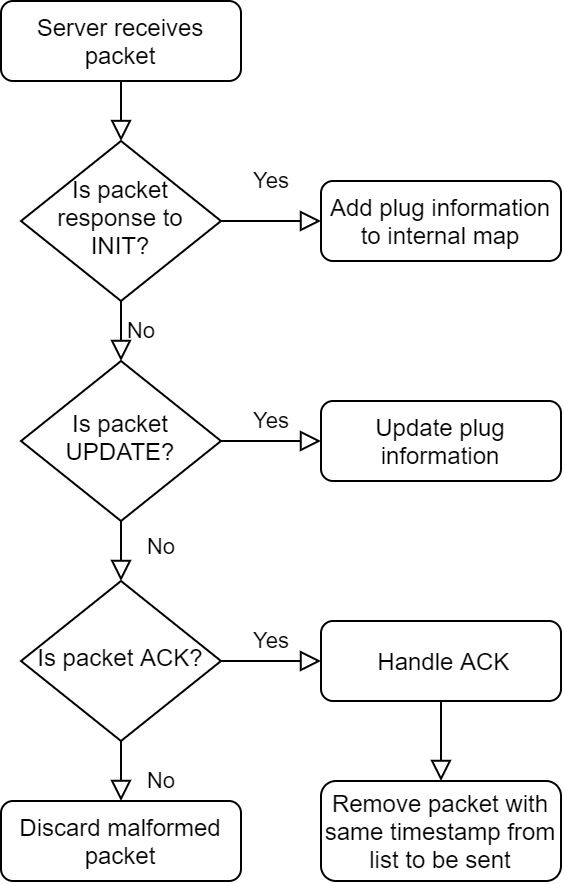 Server receives
packet
Is packet
response to
INIT?
Yes
Add plug information
to internal map
No
Is packet
UPDATE?
Yes
Update plug
information
No
Is packet ACK?
Yes
Handle ACK
No
Discard malformed
packet
Remove packet with
same timestamp from
list to be sent